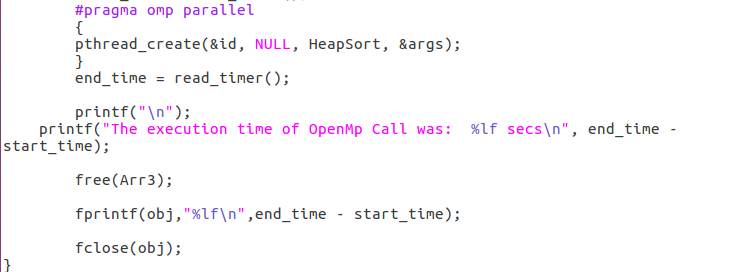 #pragma omp parallel
{
pthread_create(&id, NULL, HeapSort, &args);
}
end_time = read_timer();
printf("\n");
printf("The execution time of OpenMp Call was:  %lf secs\n", end_time -
start_time);
free(Arr3);
fprintf(obj,"%lf\n",end_time - start_time);
fclose(obj);
}